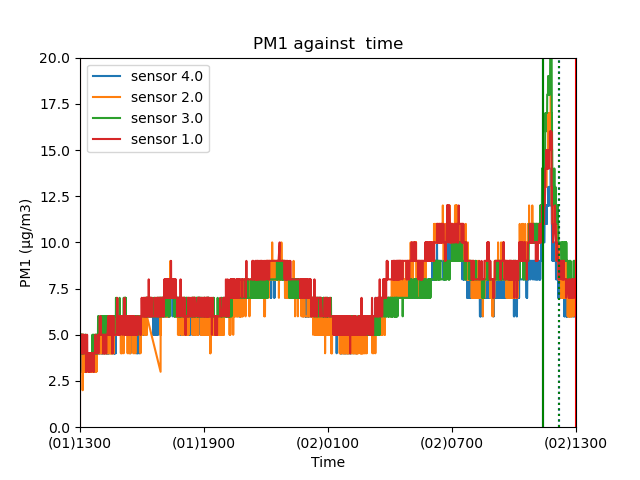 PM1 against  time
20.0
17.5
15.0
12.5
10.0
7.5
5.0
2.5
0.0
PM1 (μg/m3)
sensor 4.0
sensor 2.0
sensor 3.0
sensor 1.0
(01)1300
(01)1900
(02)0100
(02)0700
(02)1300
Time